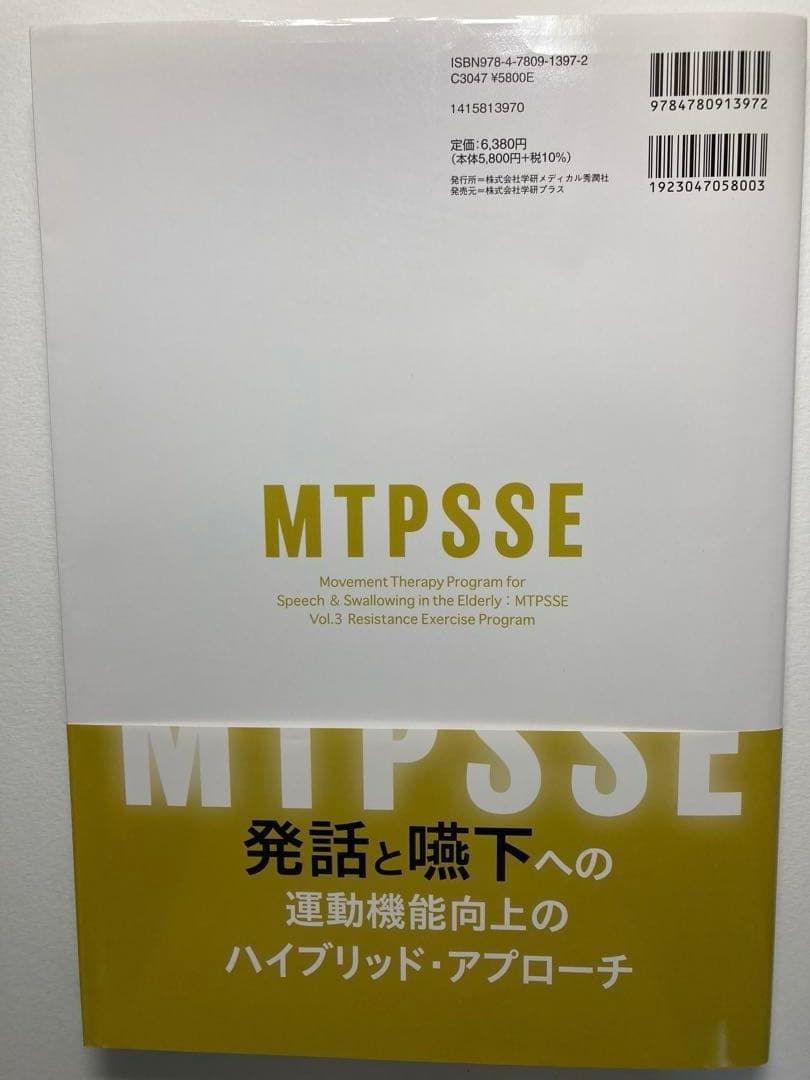 ISBN978-4-7809-1397-2
C3047 ¥5800E
1415813970
定価:6,380円
(本体5,800円+税10%)
発行所=株式会社学研メディカル秀潤社
発売元=株式会社学研プラス
9784780913972
1923047058003
MTPSSE
Movement Therapy Program for
Speech & Swallowing in the Elderly:MTPSSE
Vol.3 Resistance Exercise Program
MTPSSE
発話と嚥下への
運動機能向上の
ハイブリッド・アプローチ